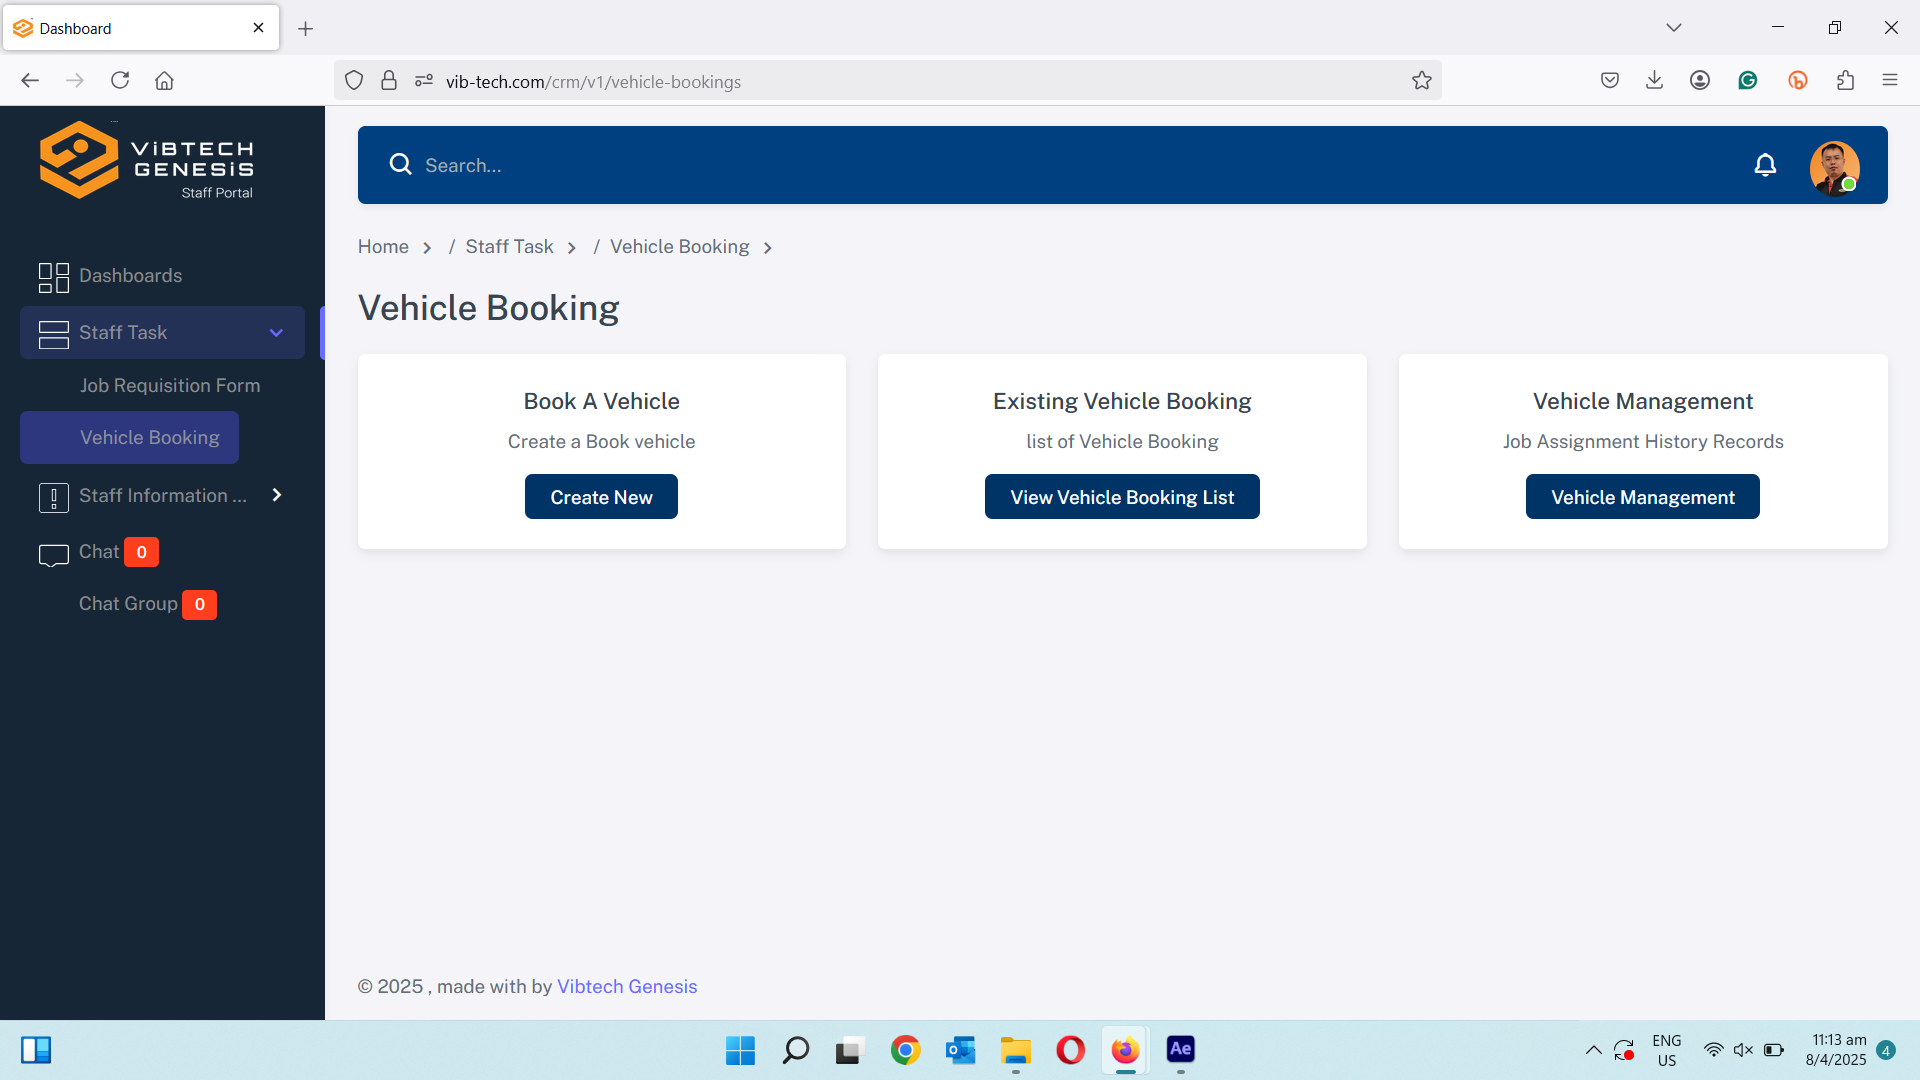 Dashboard
vib-tech.com/crm/v1/vehicle-bookings
ViBTECH
GENESiS
Staff Portal
Search...
Home / Staff Task / Vehicle Booking
Dashboards
Staff Task
Job Requisition Form
Vehicle Booking
Staff Information ...
Chat 0
Chat Group 0
Vehicle Booking
Book A Vehicle
Create a Book vehicle
Create New
Existing Vehicle Booking
list of Vehicle Booking
View Vehicle Booking List
Vehicle Management
Job Assignment History Records
Vehicle Management
© 2025 , made with by Vibtech Genesis
Ae
ENG
US
11:13 am
8/4/2025
4